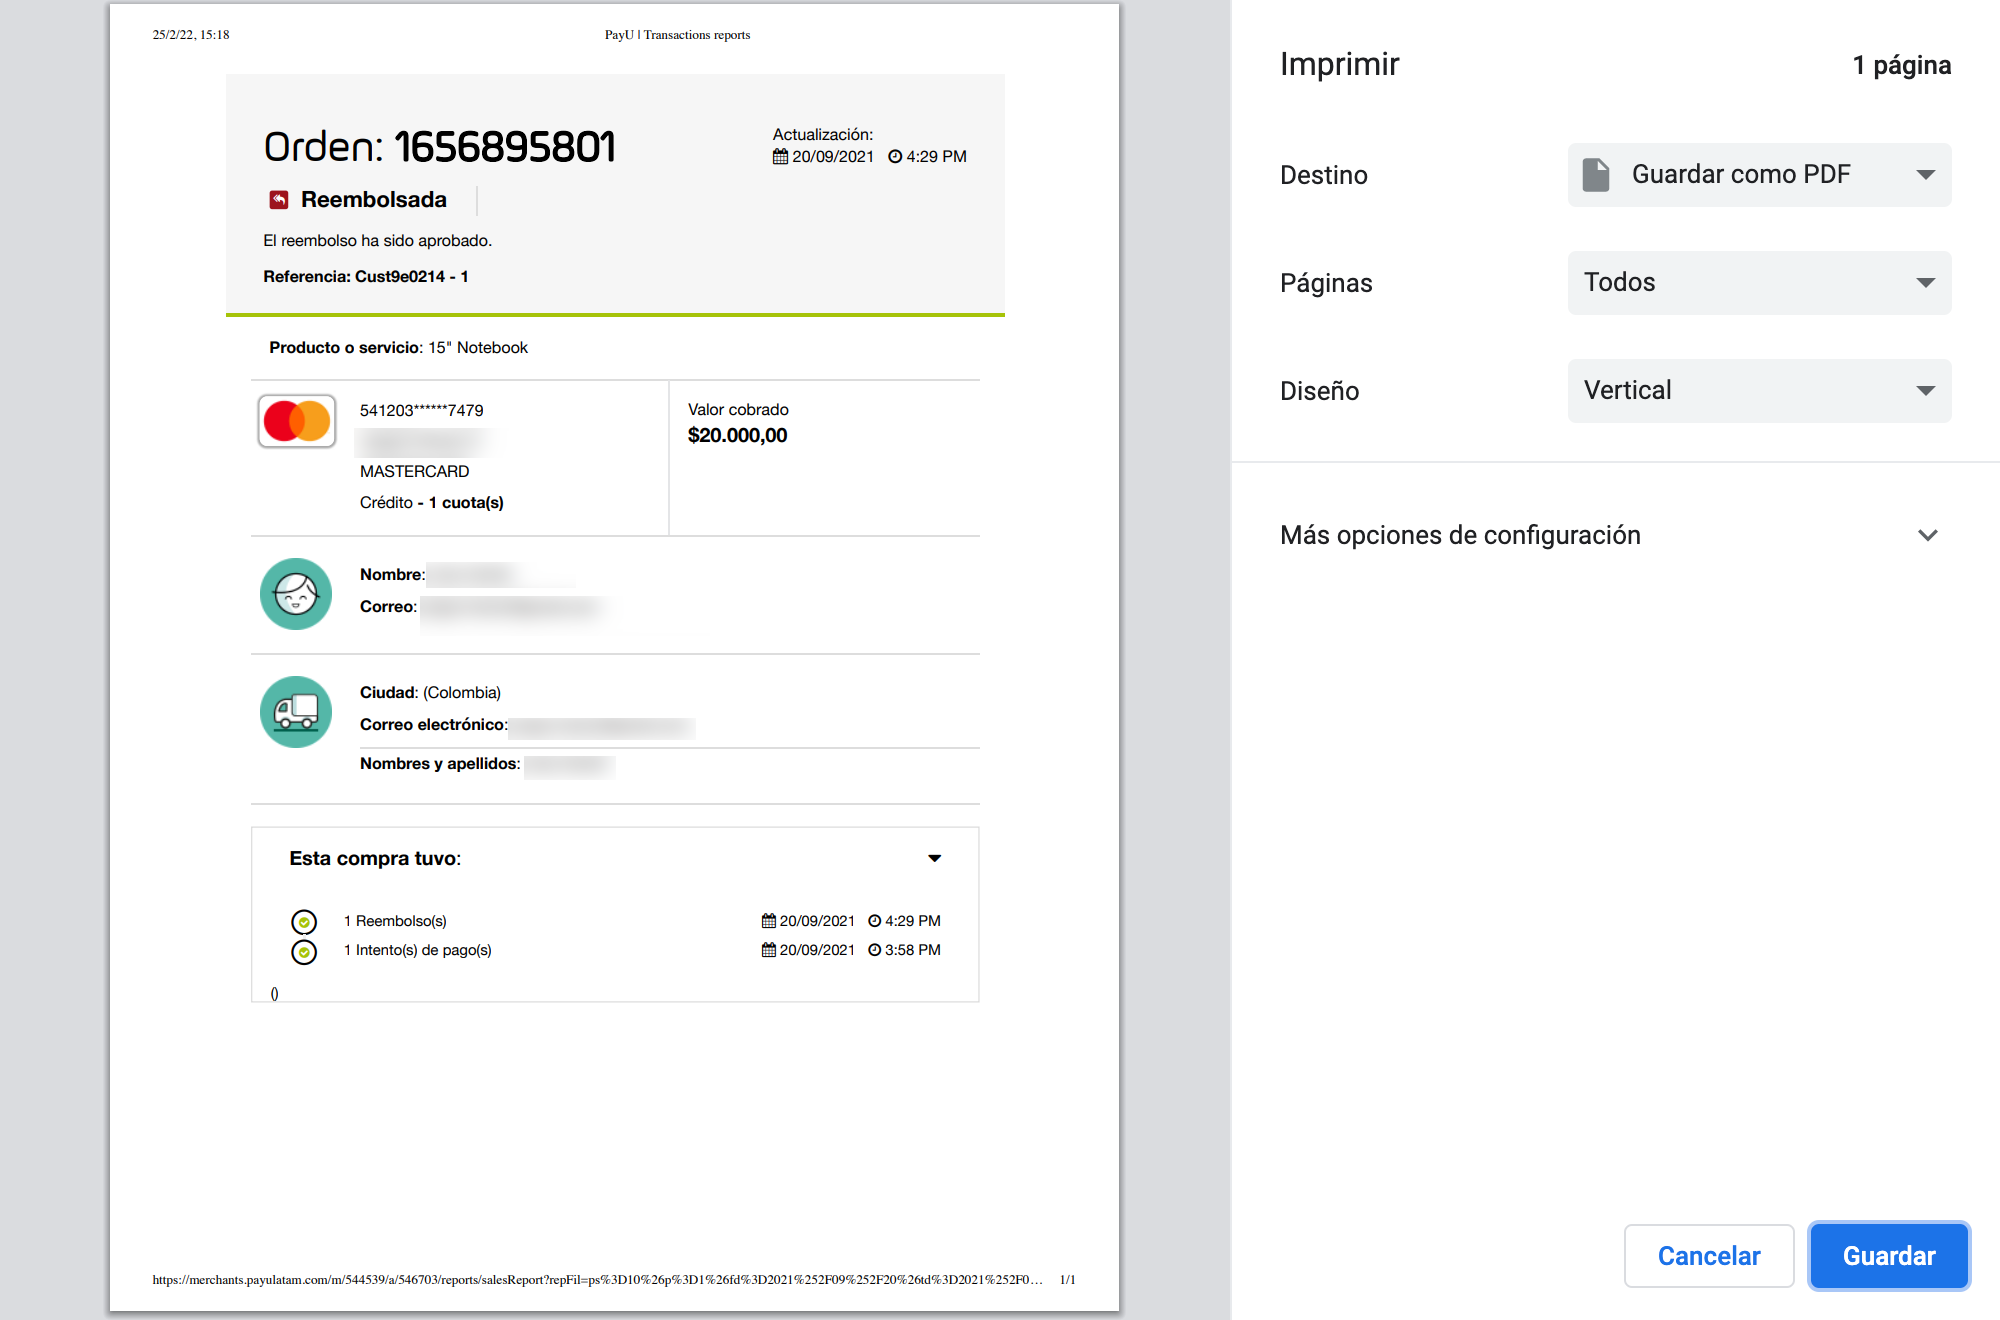 25/2/22, 15:18
PayU | Transactions reports
Orden: 1656895801
Actualización:
20/09/2021 4:29 PM
Reembolsada
El reembolso ha sido aprobado.
Referencia: Cust9e0214 - 1
Producto o servicio: 15" Notebook
541203******7479
MASTERCARD
Crédito - 1 cuota(s)
Valor cobrado
$20.000,00
Nombre:
Correo:
Ciudad: (Colombia)
Correo electrónico:
Nombres y apellidos:
Esta compra tuvo:
1 Reembolso(s) 20/09/2021 4:29 PM
1 Intento(s) de pago(s) 20/09/2021 3:58 PM
()
https://merchants.payulatam.com/m/544539/a/546703/reports/salesReport?repFil=ps%3D10%26p%3D1%26fd%3D2021%252F09%252F20%26td%3D2021%252F0... 1/1
Imprimir
1 página
Destino
Guardar como PDF
Páginas
Todos
Diseño
Vertical
Más opciones de configuración
Cancelar
Guardar